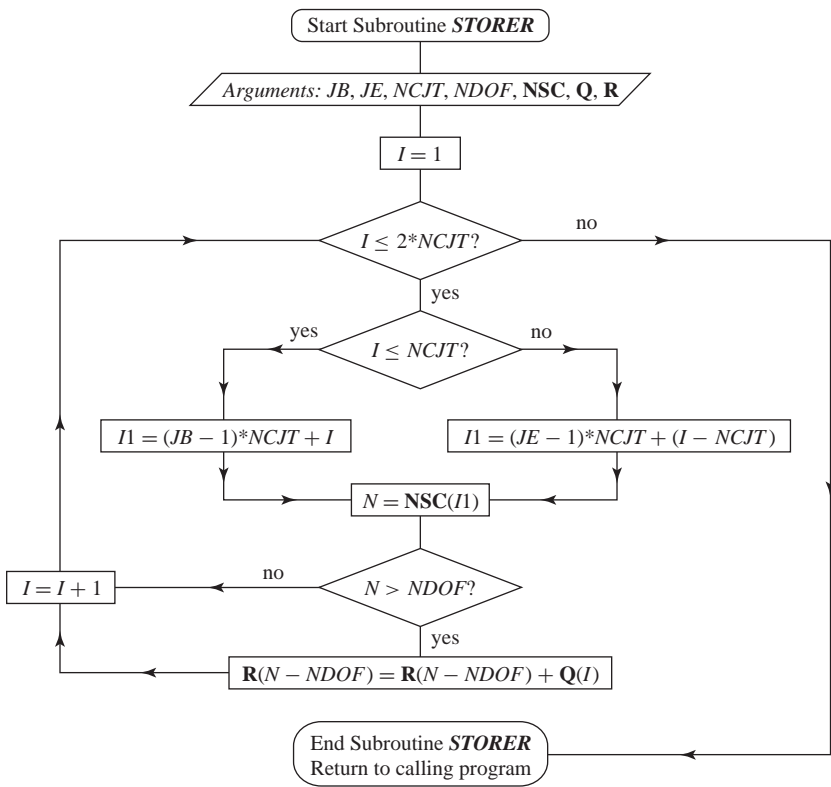 Start Subroutine STORER
Arguments: JB, JE, NCJT, NDOF, NSC, Q, R
I = 1
I ≤ 2*NCJT?
no
yes
yes
I ≤ NCJT?
no
I1 = (JB − 1)*NCJT + I
I1 = (JE − 1)*NCJT + (I − NCJT)
N = NSC(I1)
I = I + 1
no
N > NDOF?
yes
R(N − NDOF) = R(N − NDOF) + Q(I)
End Subroutine STORER
Return to calling program